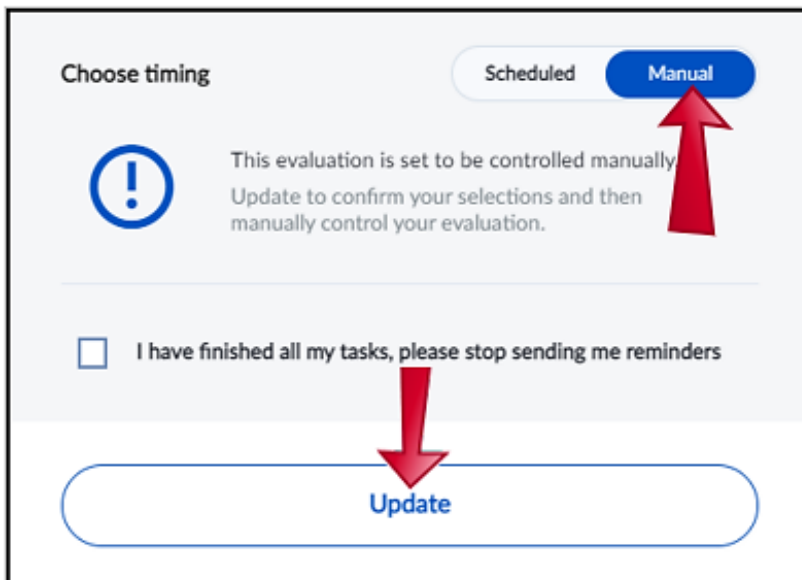 Choose timing
Scheduled
Manual
This evaluation is set to be controlled manually.
Update to confirm your selections and then
manually control your evaluation.
I have finished all my tasks, please stop sending me reminders
Update